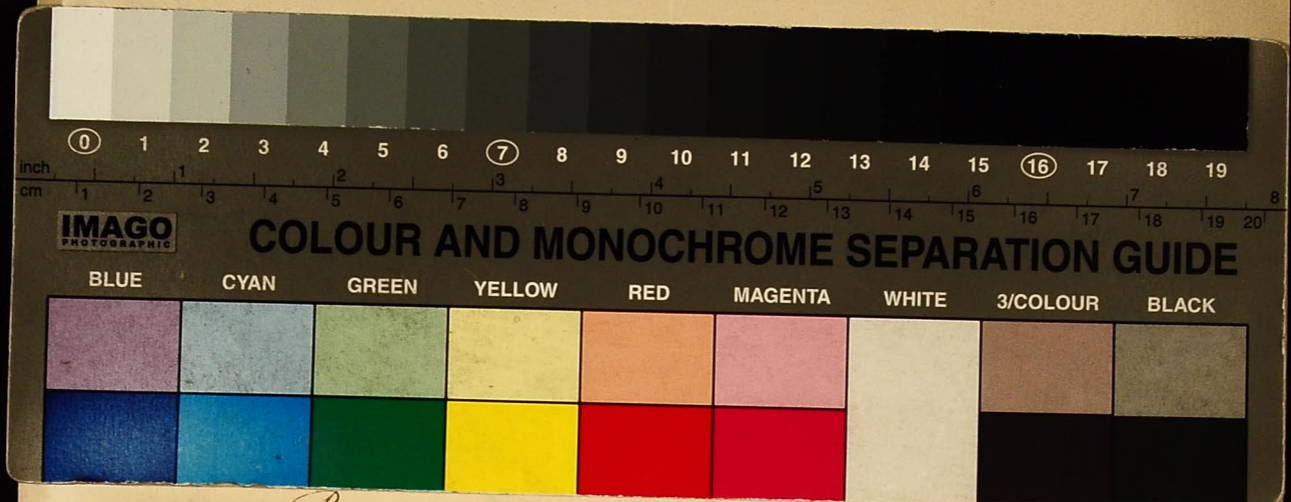 0 1 2 3 4 5 6 7 8 9 10 11 12 13 14 15 16 17 18 19
inch 1 2 3 4 5 6 7 8
cm 1 2 3 4 5 6 7 8 9 10 11 12 13 14 15 16 17 18 19 20
IMAGO
PHOTOGRAPHIC
COLOUR AND MONOCHROME SEPARATION GUIDE
BLUE CYAN GREEN YELLOW RED MAGENTA WHITE 3/COLOUR BLACK